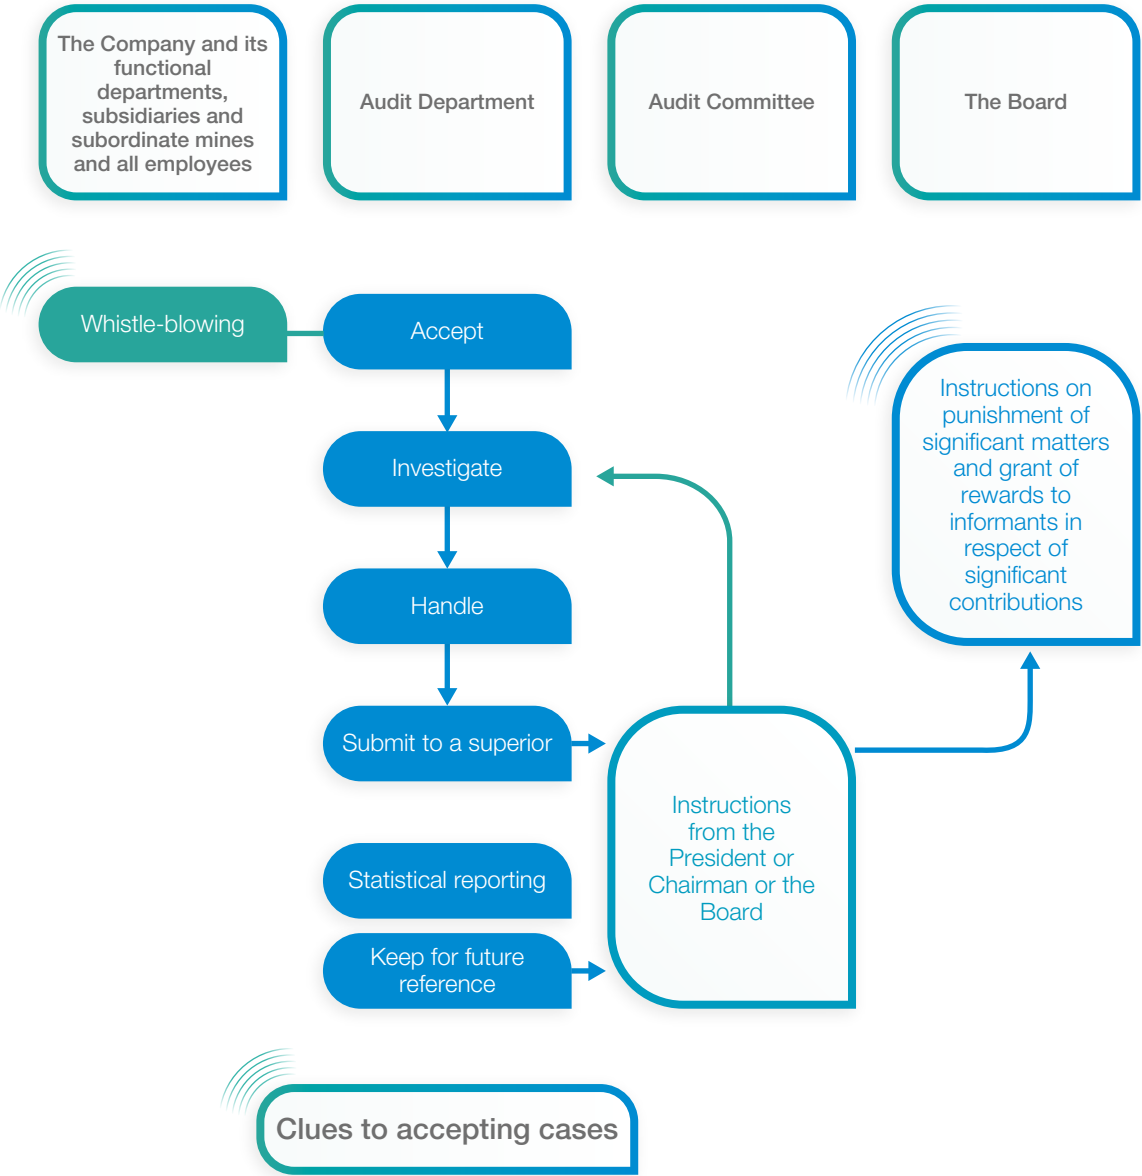 The Company and its
functional
departments,
subsidiaries and
subordinate mines
and all employees
Audit Department
Audit Committee
The Board
Whistle-blowing
Accept
Investigate
Handle
Submit to a superior
Statistical reporting
Keep for future
reference
Instructions
from the
President or
Chairman or the
Board
Instructions on
punishment of
significant matters
and grant of
rewards to
informants in
respect of
significant
contributions
Clues to accepting cases